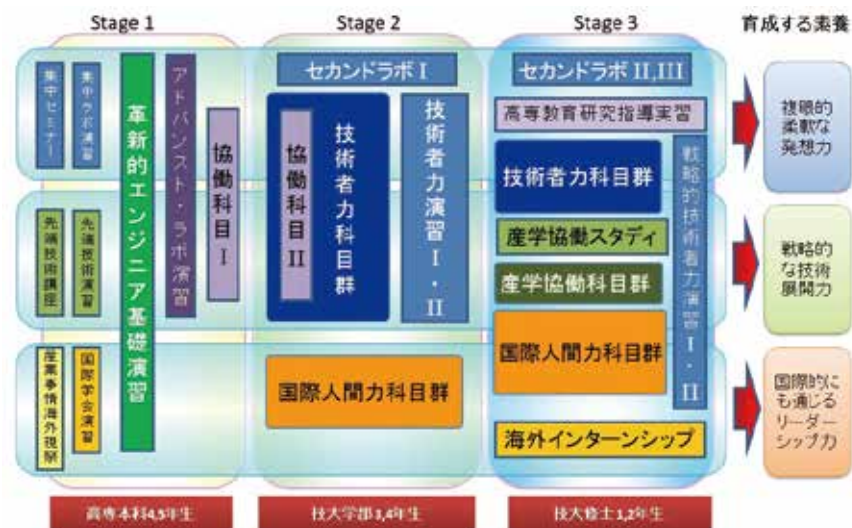 Stage 1
Stage 2
Stage 3
育成する素養
集中セミナー
集中ラボ演習
革新的エンジニア基礎演習
アドバンスト・ラボ演習
協働科目 I
先端技術講座
先端技術演習
産業事情海外視察
国際学会演習
セカンドラボ I
協働科目 II
技術者力科目群
技術者力演習 I・II
国際人間力科目群
セカンドラボ II,III
高専教育研究指導実習
技術者力科目群
戦略的技術者力演習 I・II
産学協働スタディ
産学協働科目群
国際人間力科目群
海外インターンシップ
複眼的
柔軟な
発想力
戦略的
な技術
展開力
国際的に
も通じる
リーダー
シップ力
高専本科4,5年生
技大学部3,4年生
技大修士1,2年生